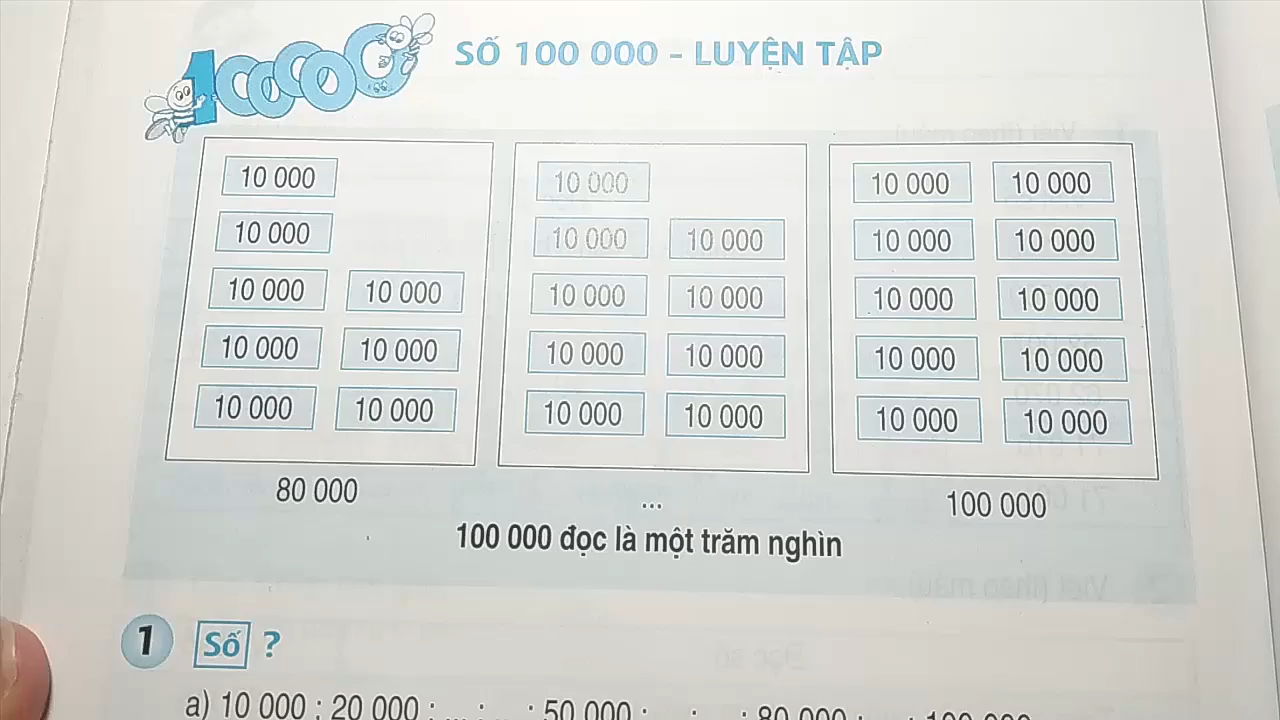 100000
SỐ 100 000 - LUYỆN TẬP
10 000
10 000
10 000 10 000
10 000 10 000
10 000 10 000
80 000
10 000
10 000 10 000
10 000 10 000
10 000 10 000
10 000 10 000
...
10 000 10 000
10 000 10 000
10 000 10 000
10 000 10 000
10 000 10 000
100 000
100 000 đọc là một trăm nghìn
1 Số ?
a) 10 000 ; 20 000 ; ... ; ... ; 50 000 ; ... ; ... ; 80 000 ; ... ; 100 000